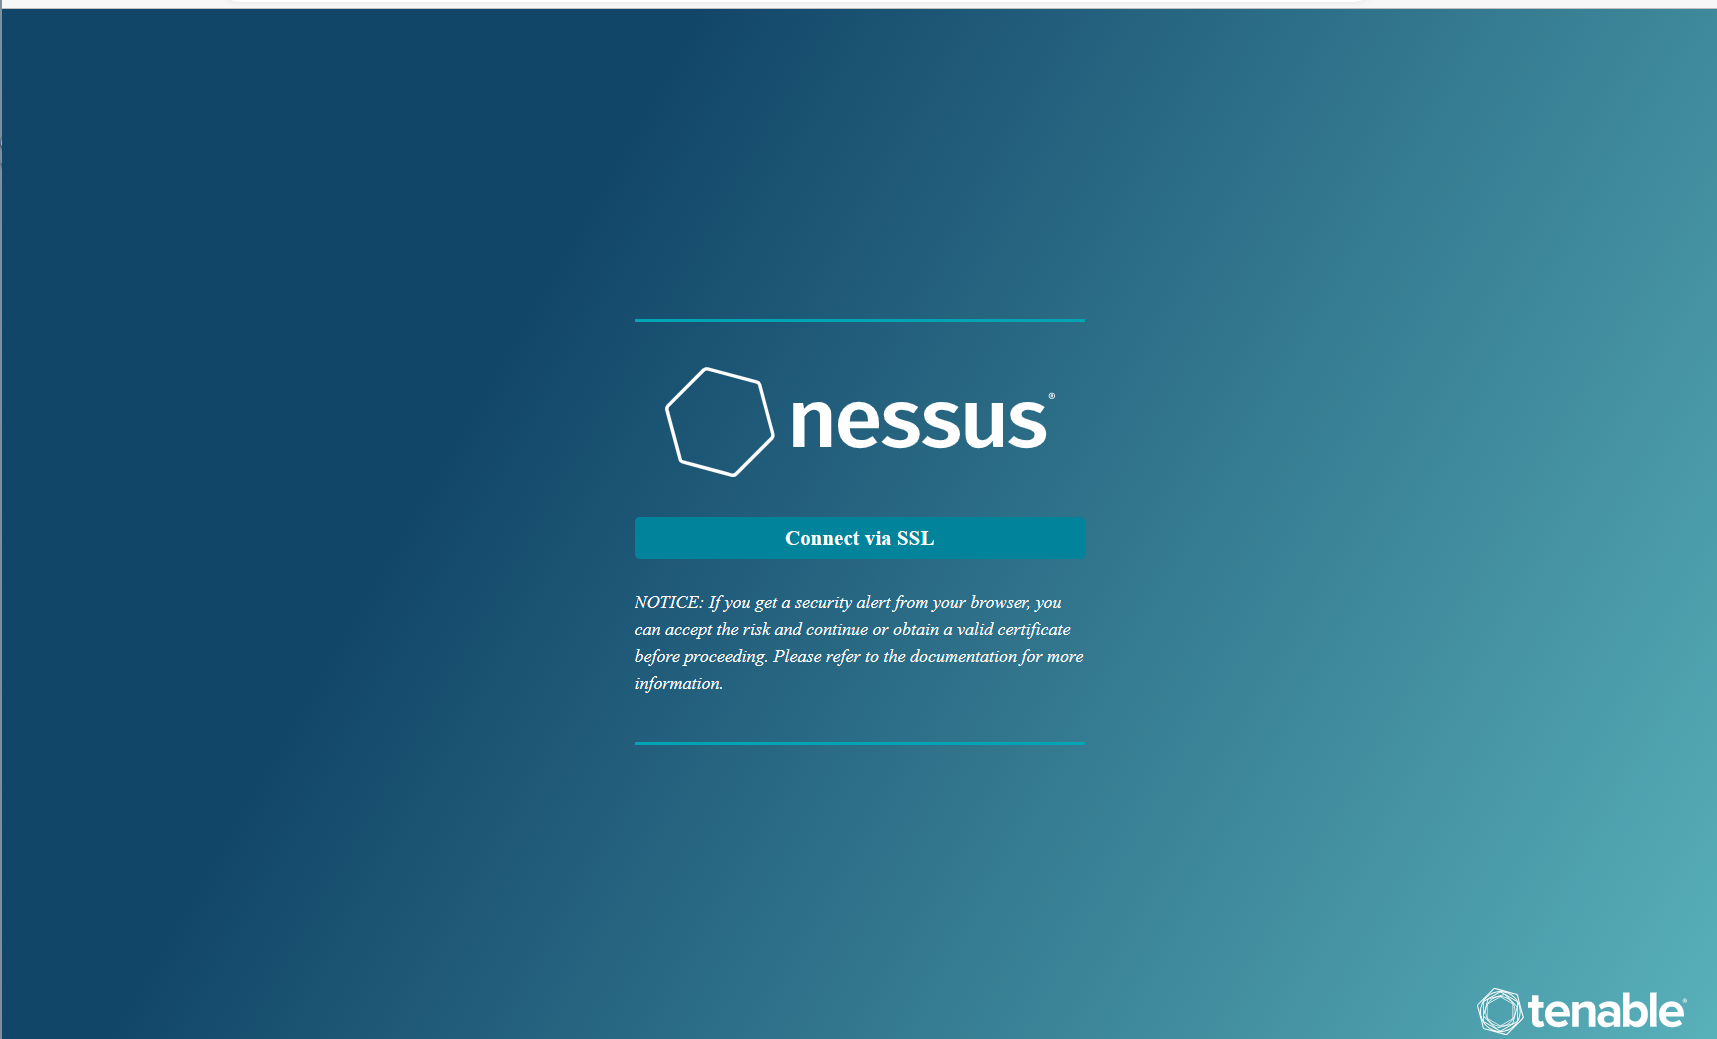 nessus®
Connect via SSL
NOTICE: If you get a security alert from your browser, you
can accept the risk and continue or obtain a valid certificate
before proceeding. Please refer to the documentation for more
information.
tenable®